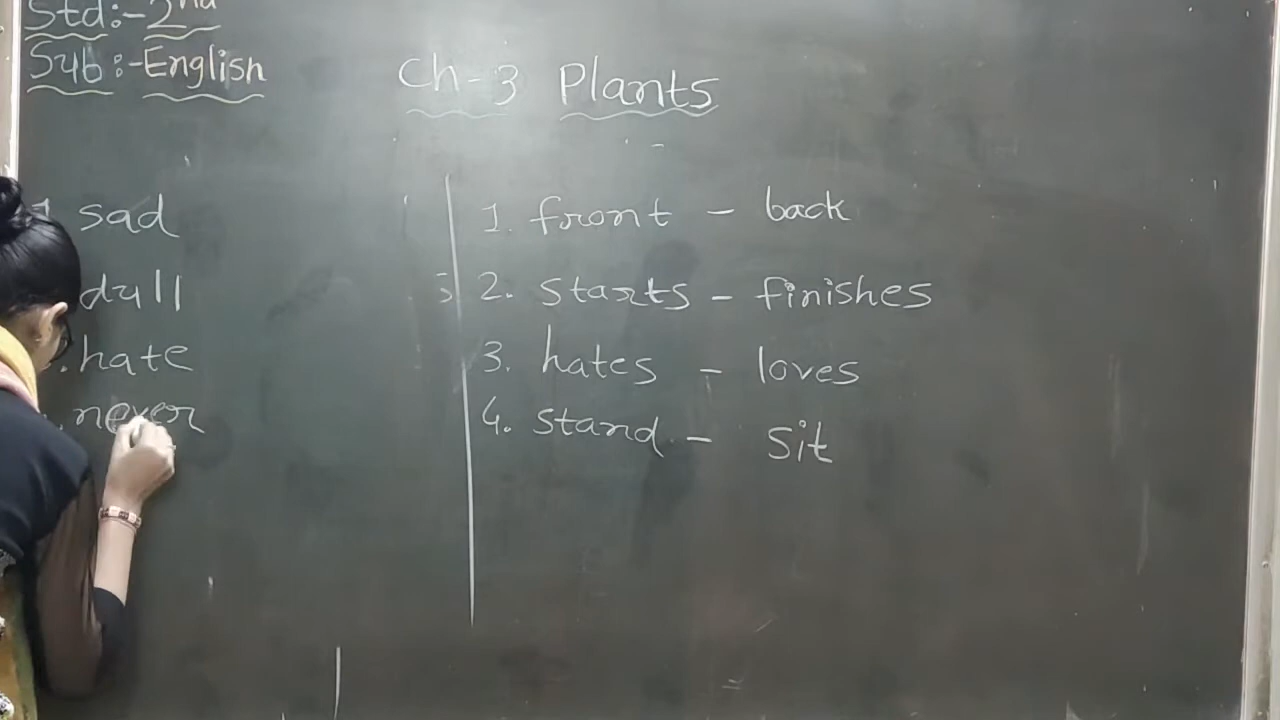 Std:-2nd
Sub:-English
Ch-3 Plants
1. sad
dull
. hate
. never
1. front - back
2. starts - finishes
3. hates - loves
4. stand - sit